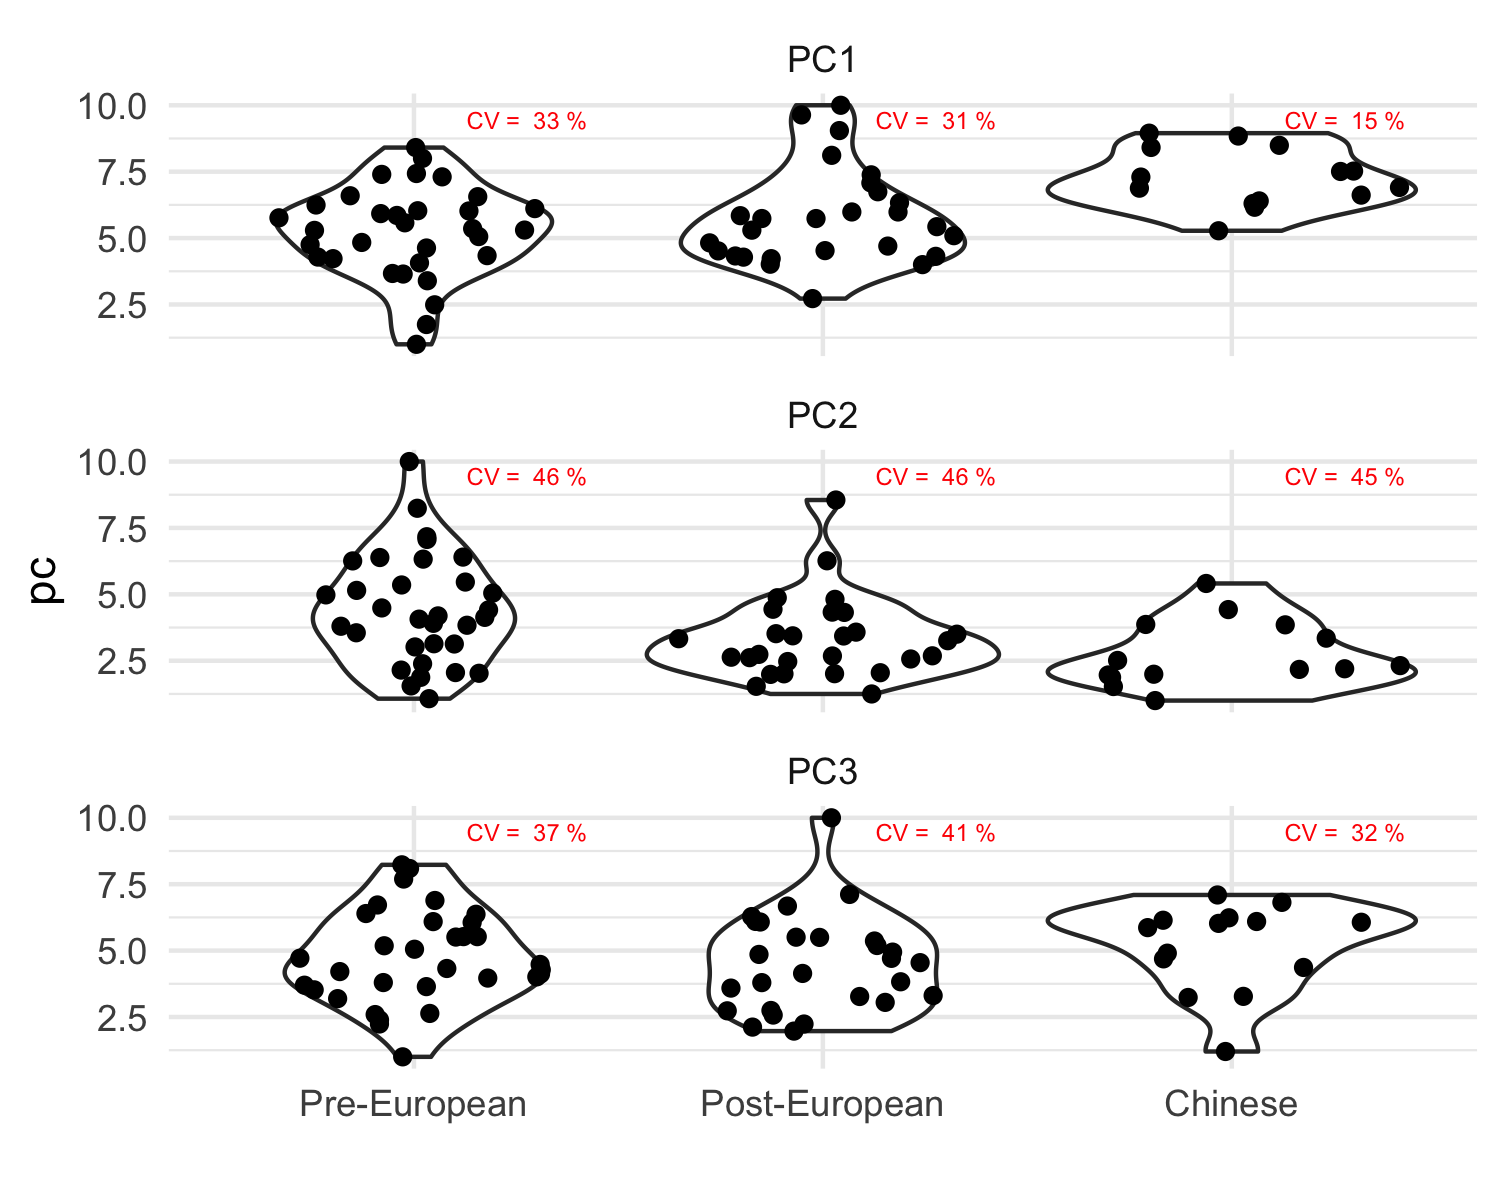 PC1
10.0
7.5
5.0
2.5
CV = 33 %
CV = 31 %
CV = 15 %
PC2
10.0
7.5
5.0
2.5
CV = 46 %
CV = 46 %
CV = 45 %
pc
PC3
10.0
7.5
5.0
2.5
CV = 37 %
CV = 41 %
CV = 32 %
Pre-European
Post-European
Chinese